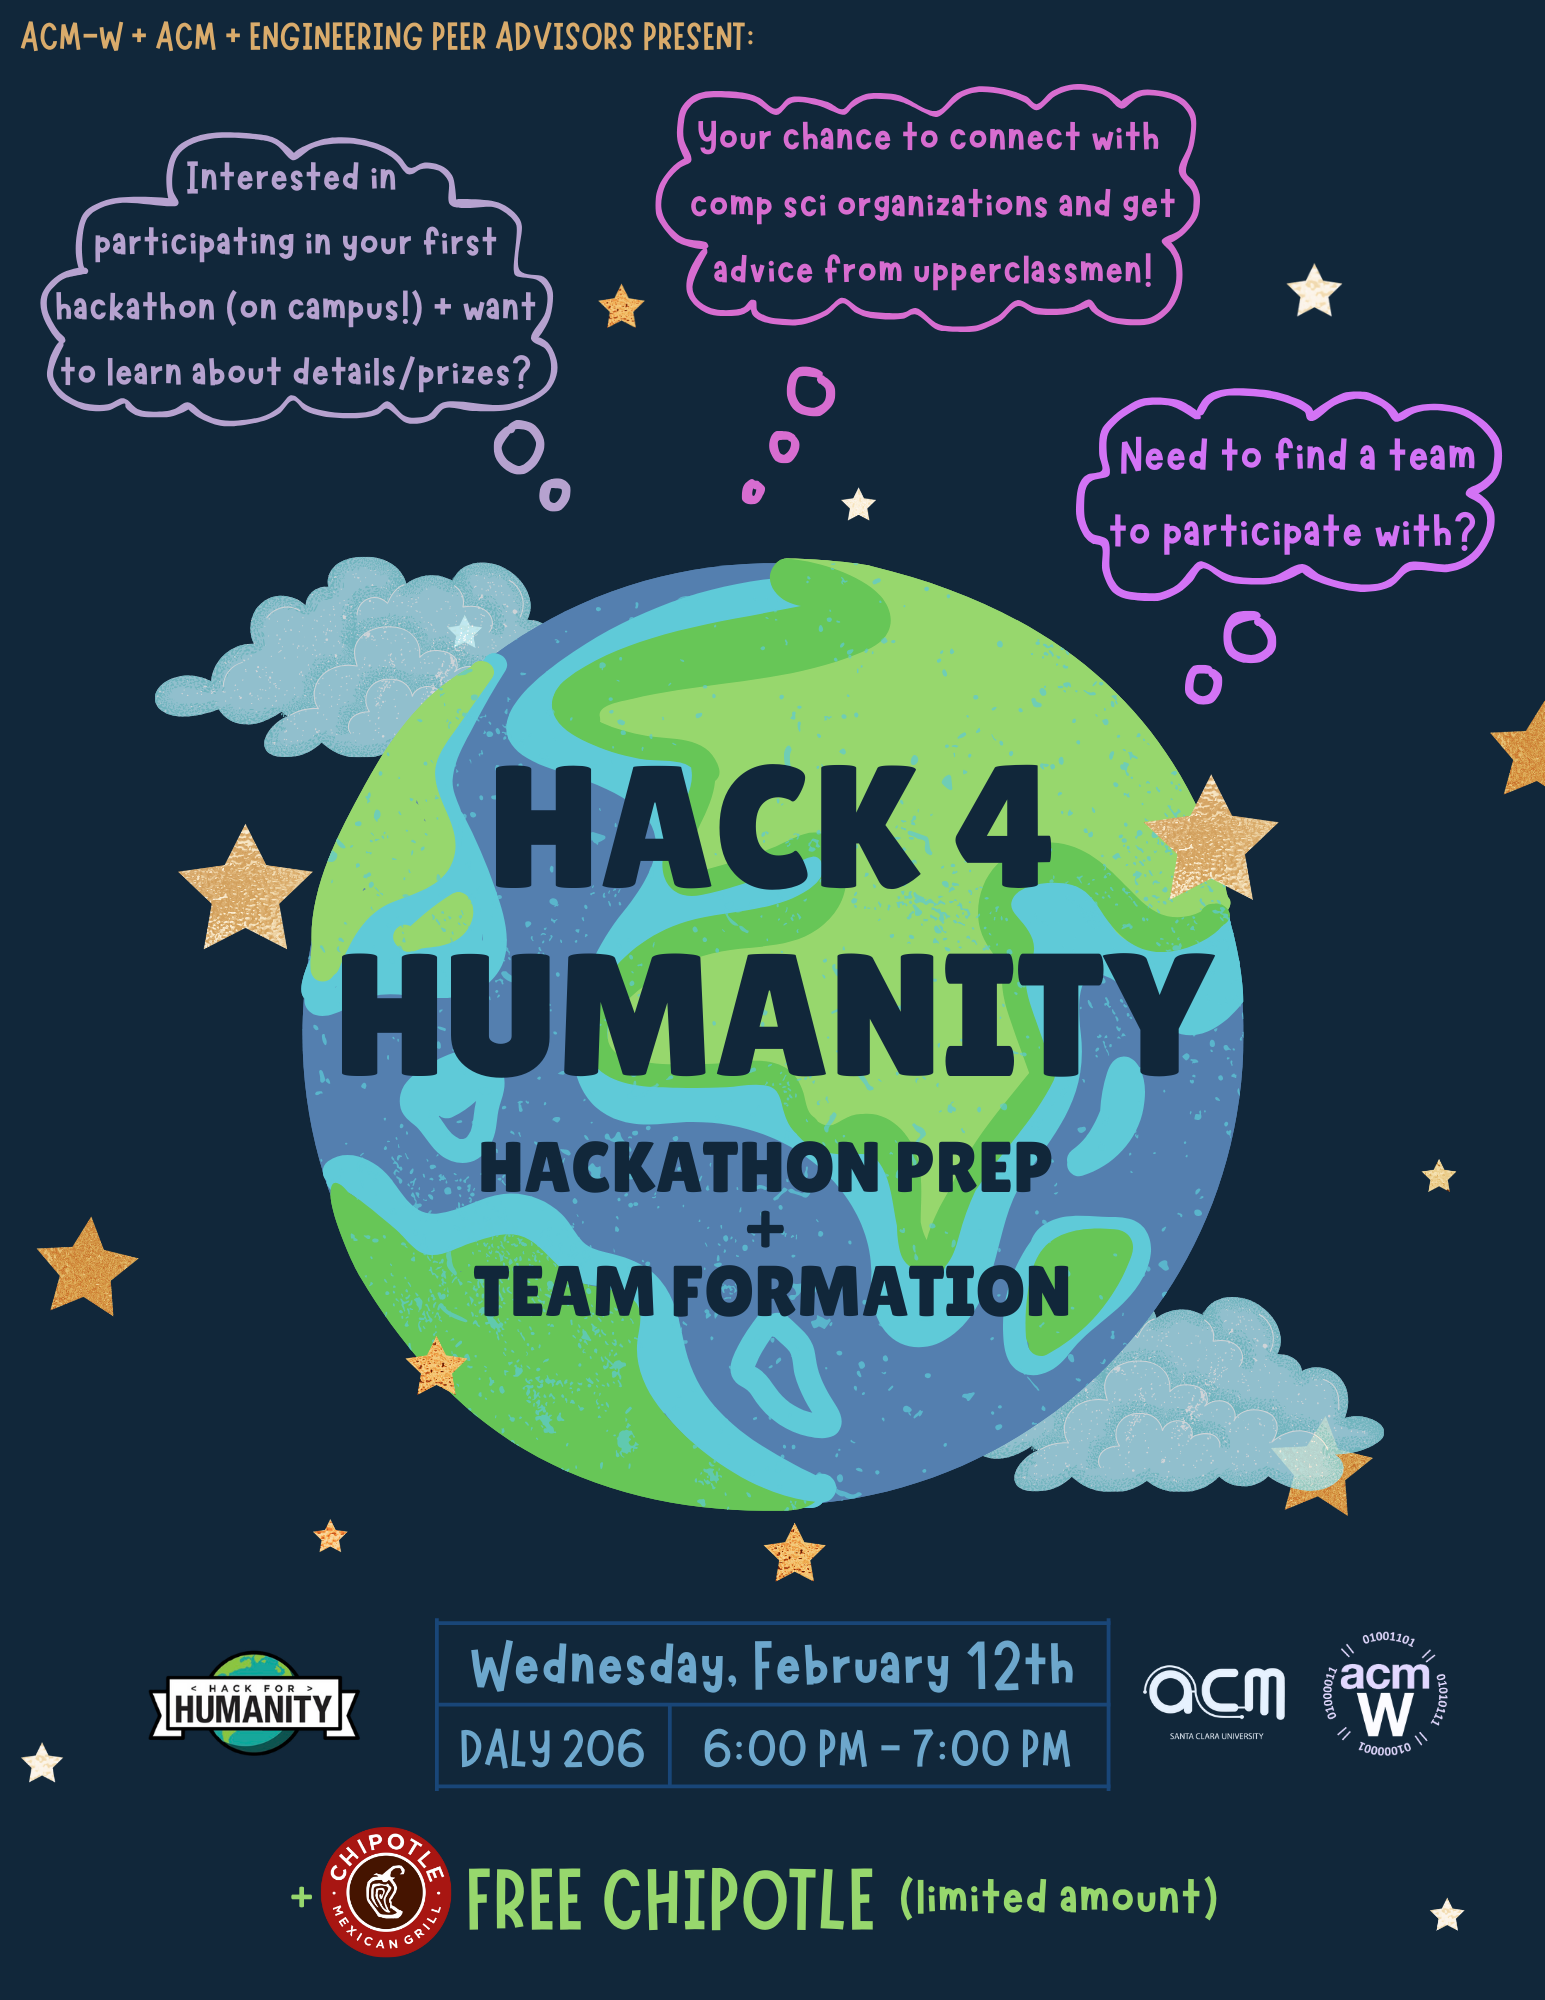 ACM-W + ACM + ENGINEERING PEER ADVISORS PRESENT:
Interested in
participating in your first
hackathon (on campus!) + want
to learn about details/prizes?
Your chance to connect with
comp sci organizations and get
advice from upperclassmen!
Need to find a team
to participate with?
HACK 4
HUMANITY
HACKATHON PREP
+
TEAM FORMATION
< HACK FOR >
HUMANITY
Wednesday, February 12th
DALY 206
6:00 PM - 7:00 PM
acm
SANTA CLARA UNIVERSITY
// 01001101 //
01000011
acm
W
01010111
// 01000001 //
+
CHIPOTLE
MEXICAN GRILL
FREE CHIPOTLE (limited amount)